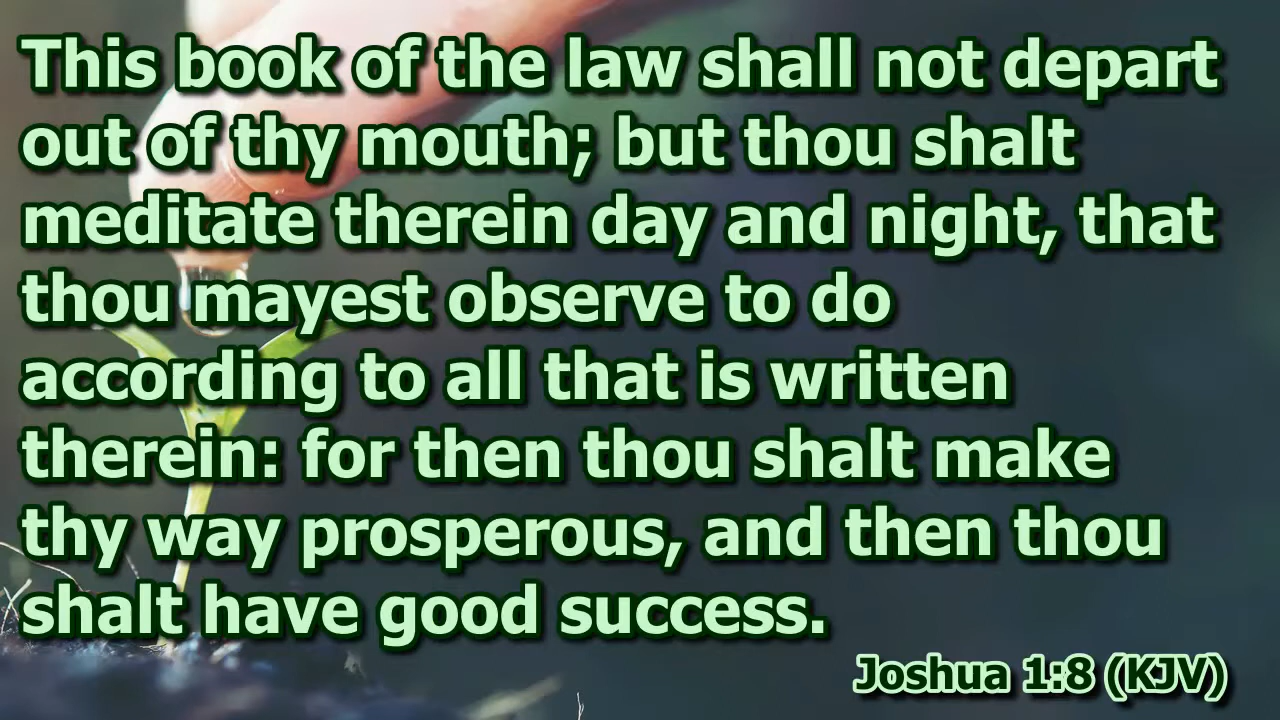 This book of the law shall not depart
out of thy mouth; but thou shalt
meditate therein day and night, that
thou mayest observe to do
according to all that is written
therein: for then thou shalt make
thy way prosperous, and then thou
shalt have good success.
Joshua 1:8 (KJV)